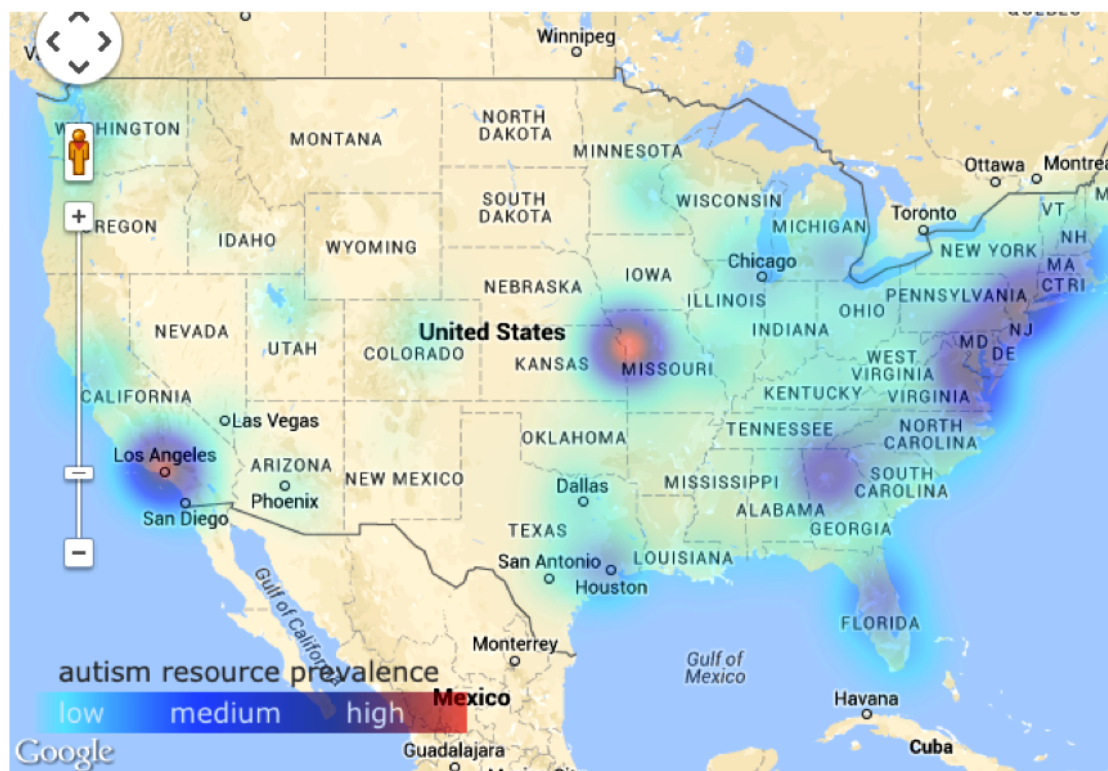 QUEBEC
Winnipeg
WASHINGTON
MONTANA
NORTH
DAKOTA
MINNESOTA
Ottawa
Montrea
SOUTH
DAKOTA
WISCONSIN
MICHIGAN
Toronto
VT
M
OREGON
IDAHO
WYOMING
NEW YORK
NH
Chicago
IOWA
MA
CT RI
NEBRASKA
ILLINOIS
PENNSYLVANIA
OHIO
NEVADA
United States
INDIANA
NJ
UTAH
COLORADO
KANSAS
MISSOURI
MD
DE
WEST
VIRGINIA
CALIFORNIA
KENTUCKY
VIRGINIA
Las Vegas
TENNESSEE
NORTH
CAROLINA
OKLAHOMA
Los Angeles
ARIZONA
NEW MEXICO
MISSISSIPPI
SOUTH
CAROLINA
Phoenix
Dallas
ALABAMA
San Diego
TEXAS
GEORGIA
San Antonio
LOUISIANA
Houston
Gulf of California
FLORIDA
Monterrey
Gulf of
Mexico
autism resource prevalence
Mexico
low medium high
Havana
Google
Guadalajara
Cuba